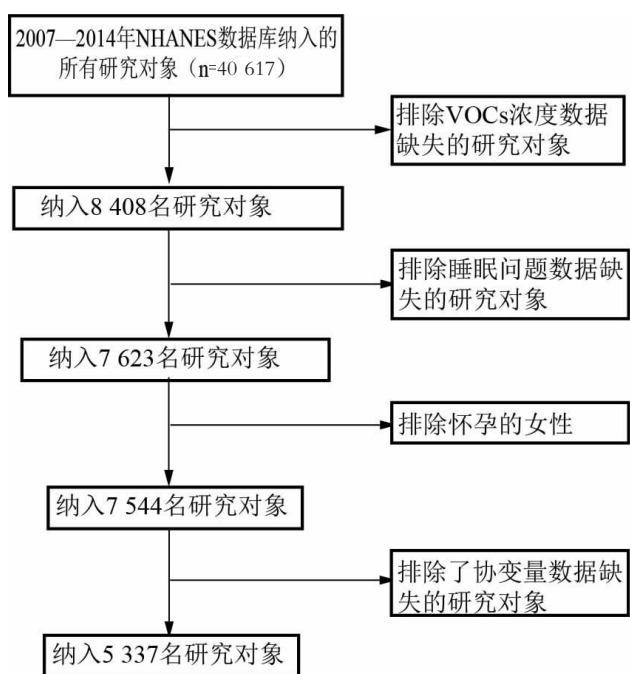 2007—2014年NHANES数据库纳入的
所有研究对象（n=40 617）
排除VOCs浓度数据
缺失的研究对象
纳入8 408名研究对象
排除睡眠问题数据缺
失的研究对象
纳入7 623名研究对象
排除怀孕的女性
纳入7 544名研究对象
排除了协变量数据缺
失的研究对象
纳入5 337名研究对象